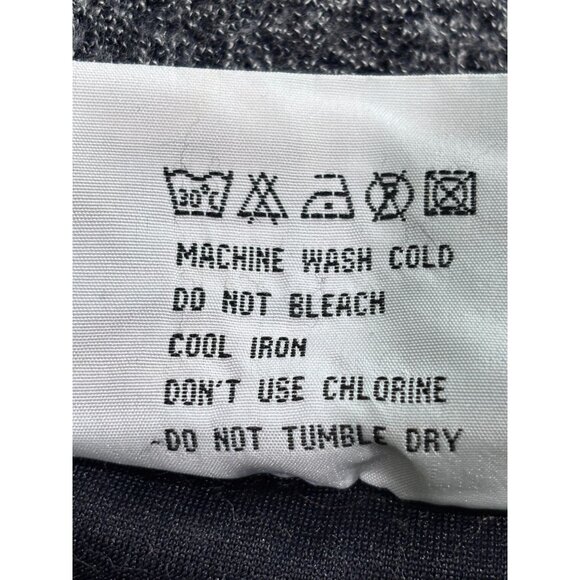 30°C P
MACHINE WASH COLD
DO NOT BLEACH
COOL IRON
DON'T USE CHLORINE
-DO NOT TUMBLE DRY